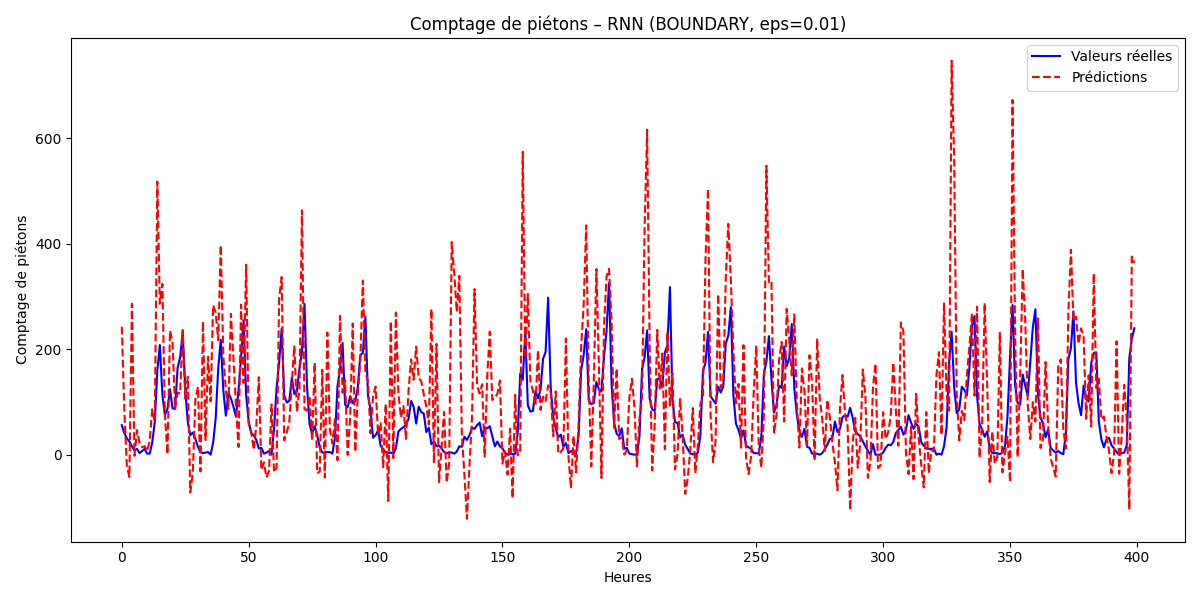 Comptage de piétons – RNN (BOUNDARY, eps=0.01)
Valeurs réelles
Prédictions
Comptage de piétons
600
400
200
0
0 50 100 150 200 250 300 350 400
Heures